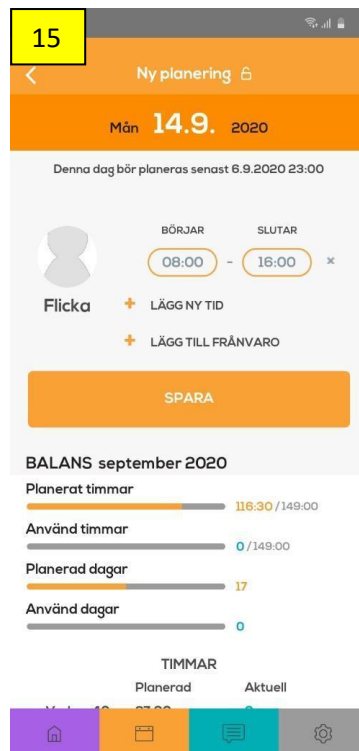 15
Ny planering
Mån 14.9. 2020
Denna dag bör planeras senast 6.9.2020 23:00
BÖRJAR SLUTAR
08:00 - 16:00 ×
Flicka
+ LÄGG NY TID
+ LÄGG TILL FRÅNVARO
SPARA
BALANS september 2020
Planerat timmar
116:30 / 149:00
Använd timmar
0 / 149:00
Planerad dagar
17
Använd dagar
0
TIMMAR
Planerad Aktuell